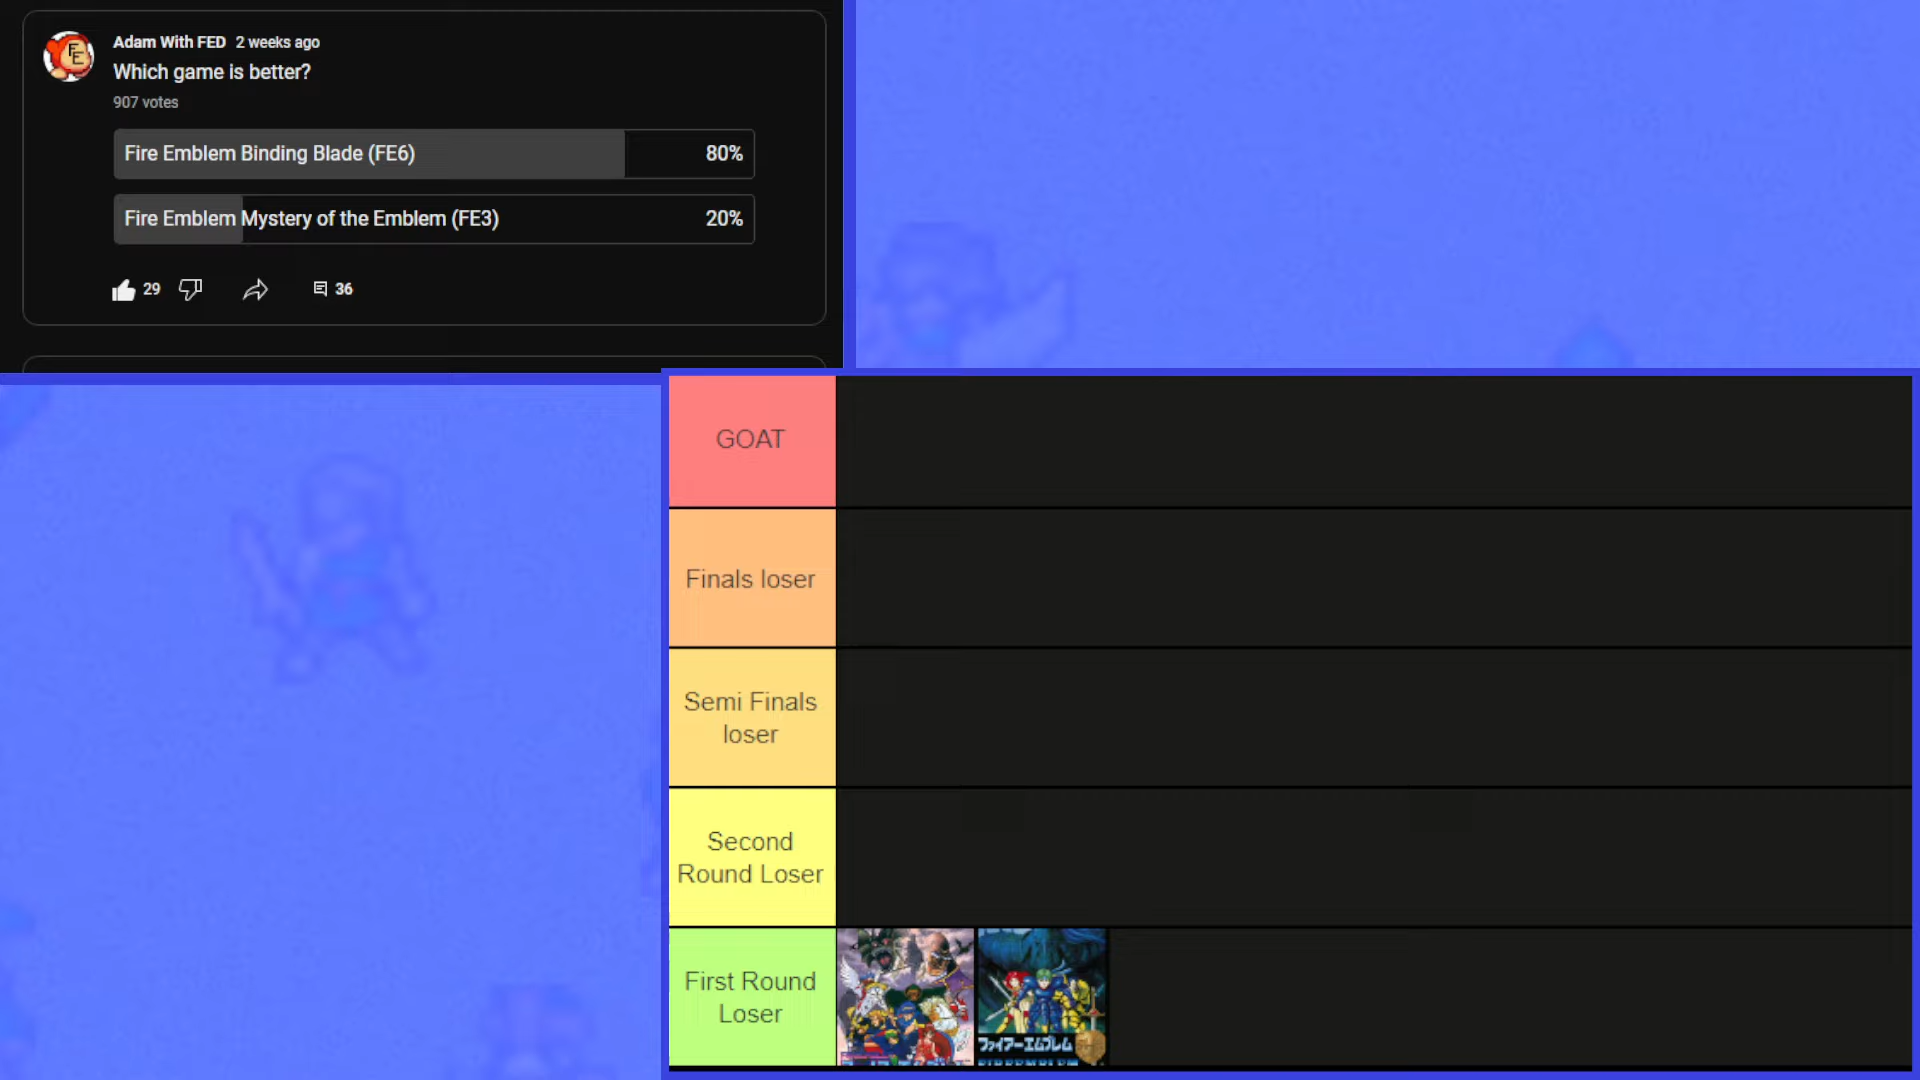 Adam With FED 2 weeks ago
Which game is better?
907 votes
Fire Emblem Binding Blade (FE6) 80%
Fire Emblem Mystery of the Emblem (FE3) 20%
29 36
GOAT
Finals loser
Semi Finals
loser
Second
Round Loser
First Round
Loser
ファイアーエムブレム